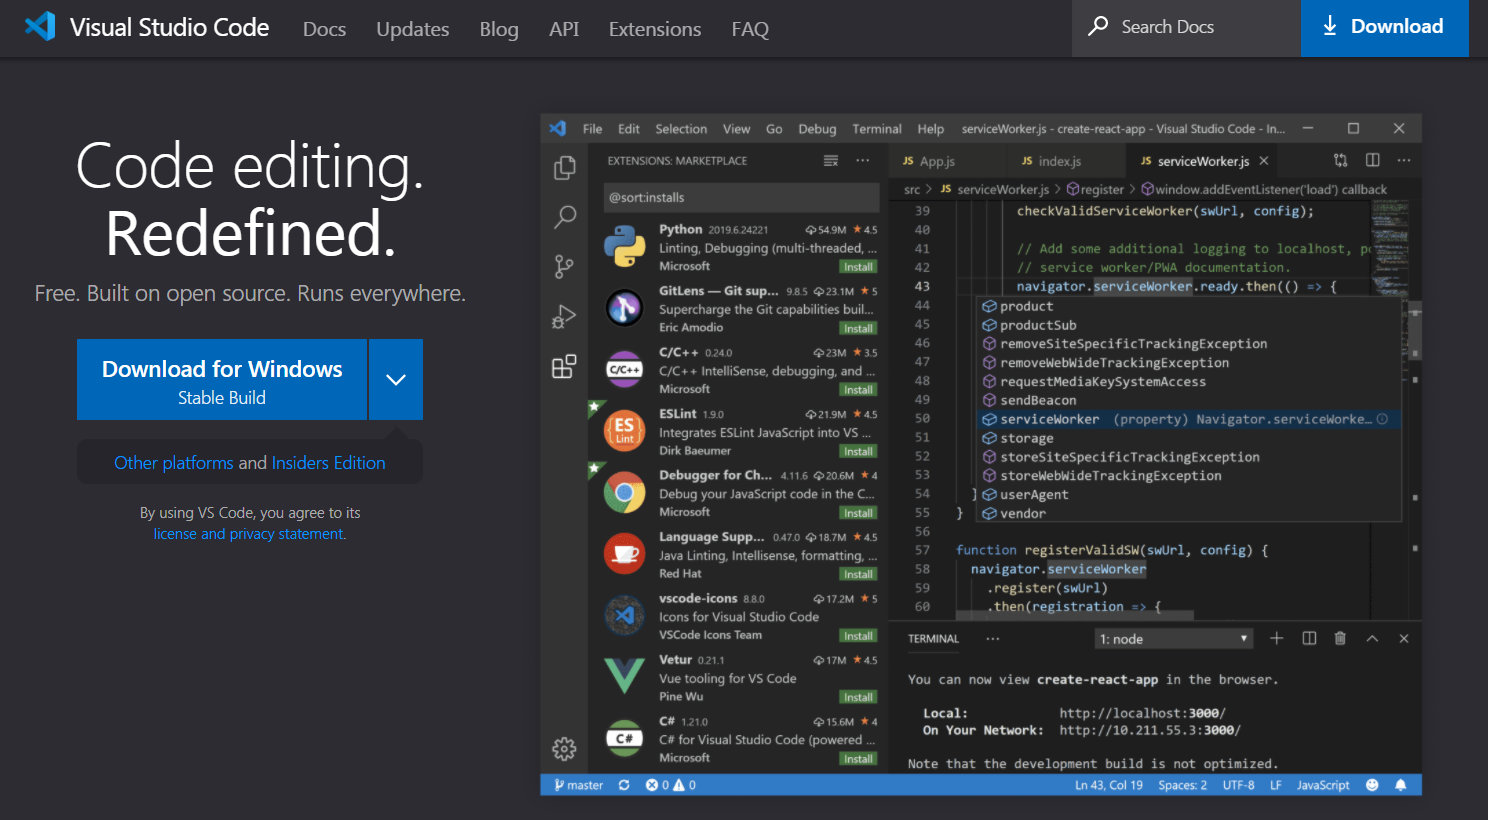 Visual Studio Code Docs Updates Blog API Extensions FAQ Search Docs Download
Code editing.
Redefined.
Free. Built on open source. Runs everywhere.
Download for Windows
Stable Build
Other platforms and Insiders Edition
By using VS Code, you agree to its
license and privacy statement.
File Edit Selection View Go Debug Terminal Help serviceWorker.js - create-react-app - Visual Studio Code - In...
EXTENSIONS: MARKETPLACE
@sort:installs
Python 2019.6.24221 54.9M 4.5
Linting, Debugging (multi-threaded, ...
Microsoft Install
GitLens — Git sup... 9.8.5 23.1M 5
Supercharge the Git capabilities buil...
Eric Amodio Install
C/C++ 0.24.0 23M 3.5
C/C++ IntelliSense, debugging, and ...
Microsoft Install
C/C++
ESLint 1.9.0 21.9M 4.5
Integrates ESLint JavaScript into VS ...
Dirk Baeumer Install
ES
Lint
Debugger for Ch... 4.11.6 20.6M 4
Debug your JavaScript code in the C...
Microsoft Install
Language Supp... 0.47.0 18.7M 4.5
Java Linting, Intellisense, formatting, ...
Red Hat Install
vscode-icons 8.8.0 17.2M 5
Icons for Visual Studio Code
VSCode Icons Team Install
Vetur 0.21.1 17M 4.5
Vue tooling for VS Code
Pine Wu Install
C# 1.21.0 15.6M 4
C# for Visual Studio Code (powered ...
Microsoft Install
C#
JS App.js JS index.js JS serviceWorker.js
src > JS serviceWorker.js > register > window.addEventListener('load') callback
39 checkValidServiceWorker(swUrl, config);
40
41 // Add some additional logging to localhost, po
42 // service worker/PWA documentation.
43 navigator.serviceWorker.ready.then(() => {
44 product
45 productSub
46 removeSiteSpecificTrackingException
47 removeWebWideTrackingException
48 requestMediaKeySystemAccess
49 sendBeacon
50 serviceWorker (property) Navigator.serviceWorke...
51 storage
52 storeSiteSpecificTrackingException
53 storeWebWideTrackingException
54 } userAgent
55 } vendor
56
57 function registerValidSW(swUrl, config) {
58 navigator.serviceWorker
59 .register(swUrl)
60 .then(registration => {
TERMINAL ... 1: node
You can now view create-react-app in the browser.
Local: http://localhost:3000/
On Your Network: http://10.211.55.3:3000/
Note that the development build is not optimized.
master 0 0 Ln 43, Col 19 Spaces: 2 UTF-8 LF JavaScript